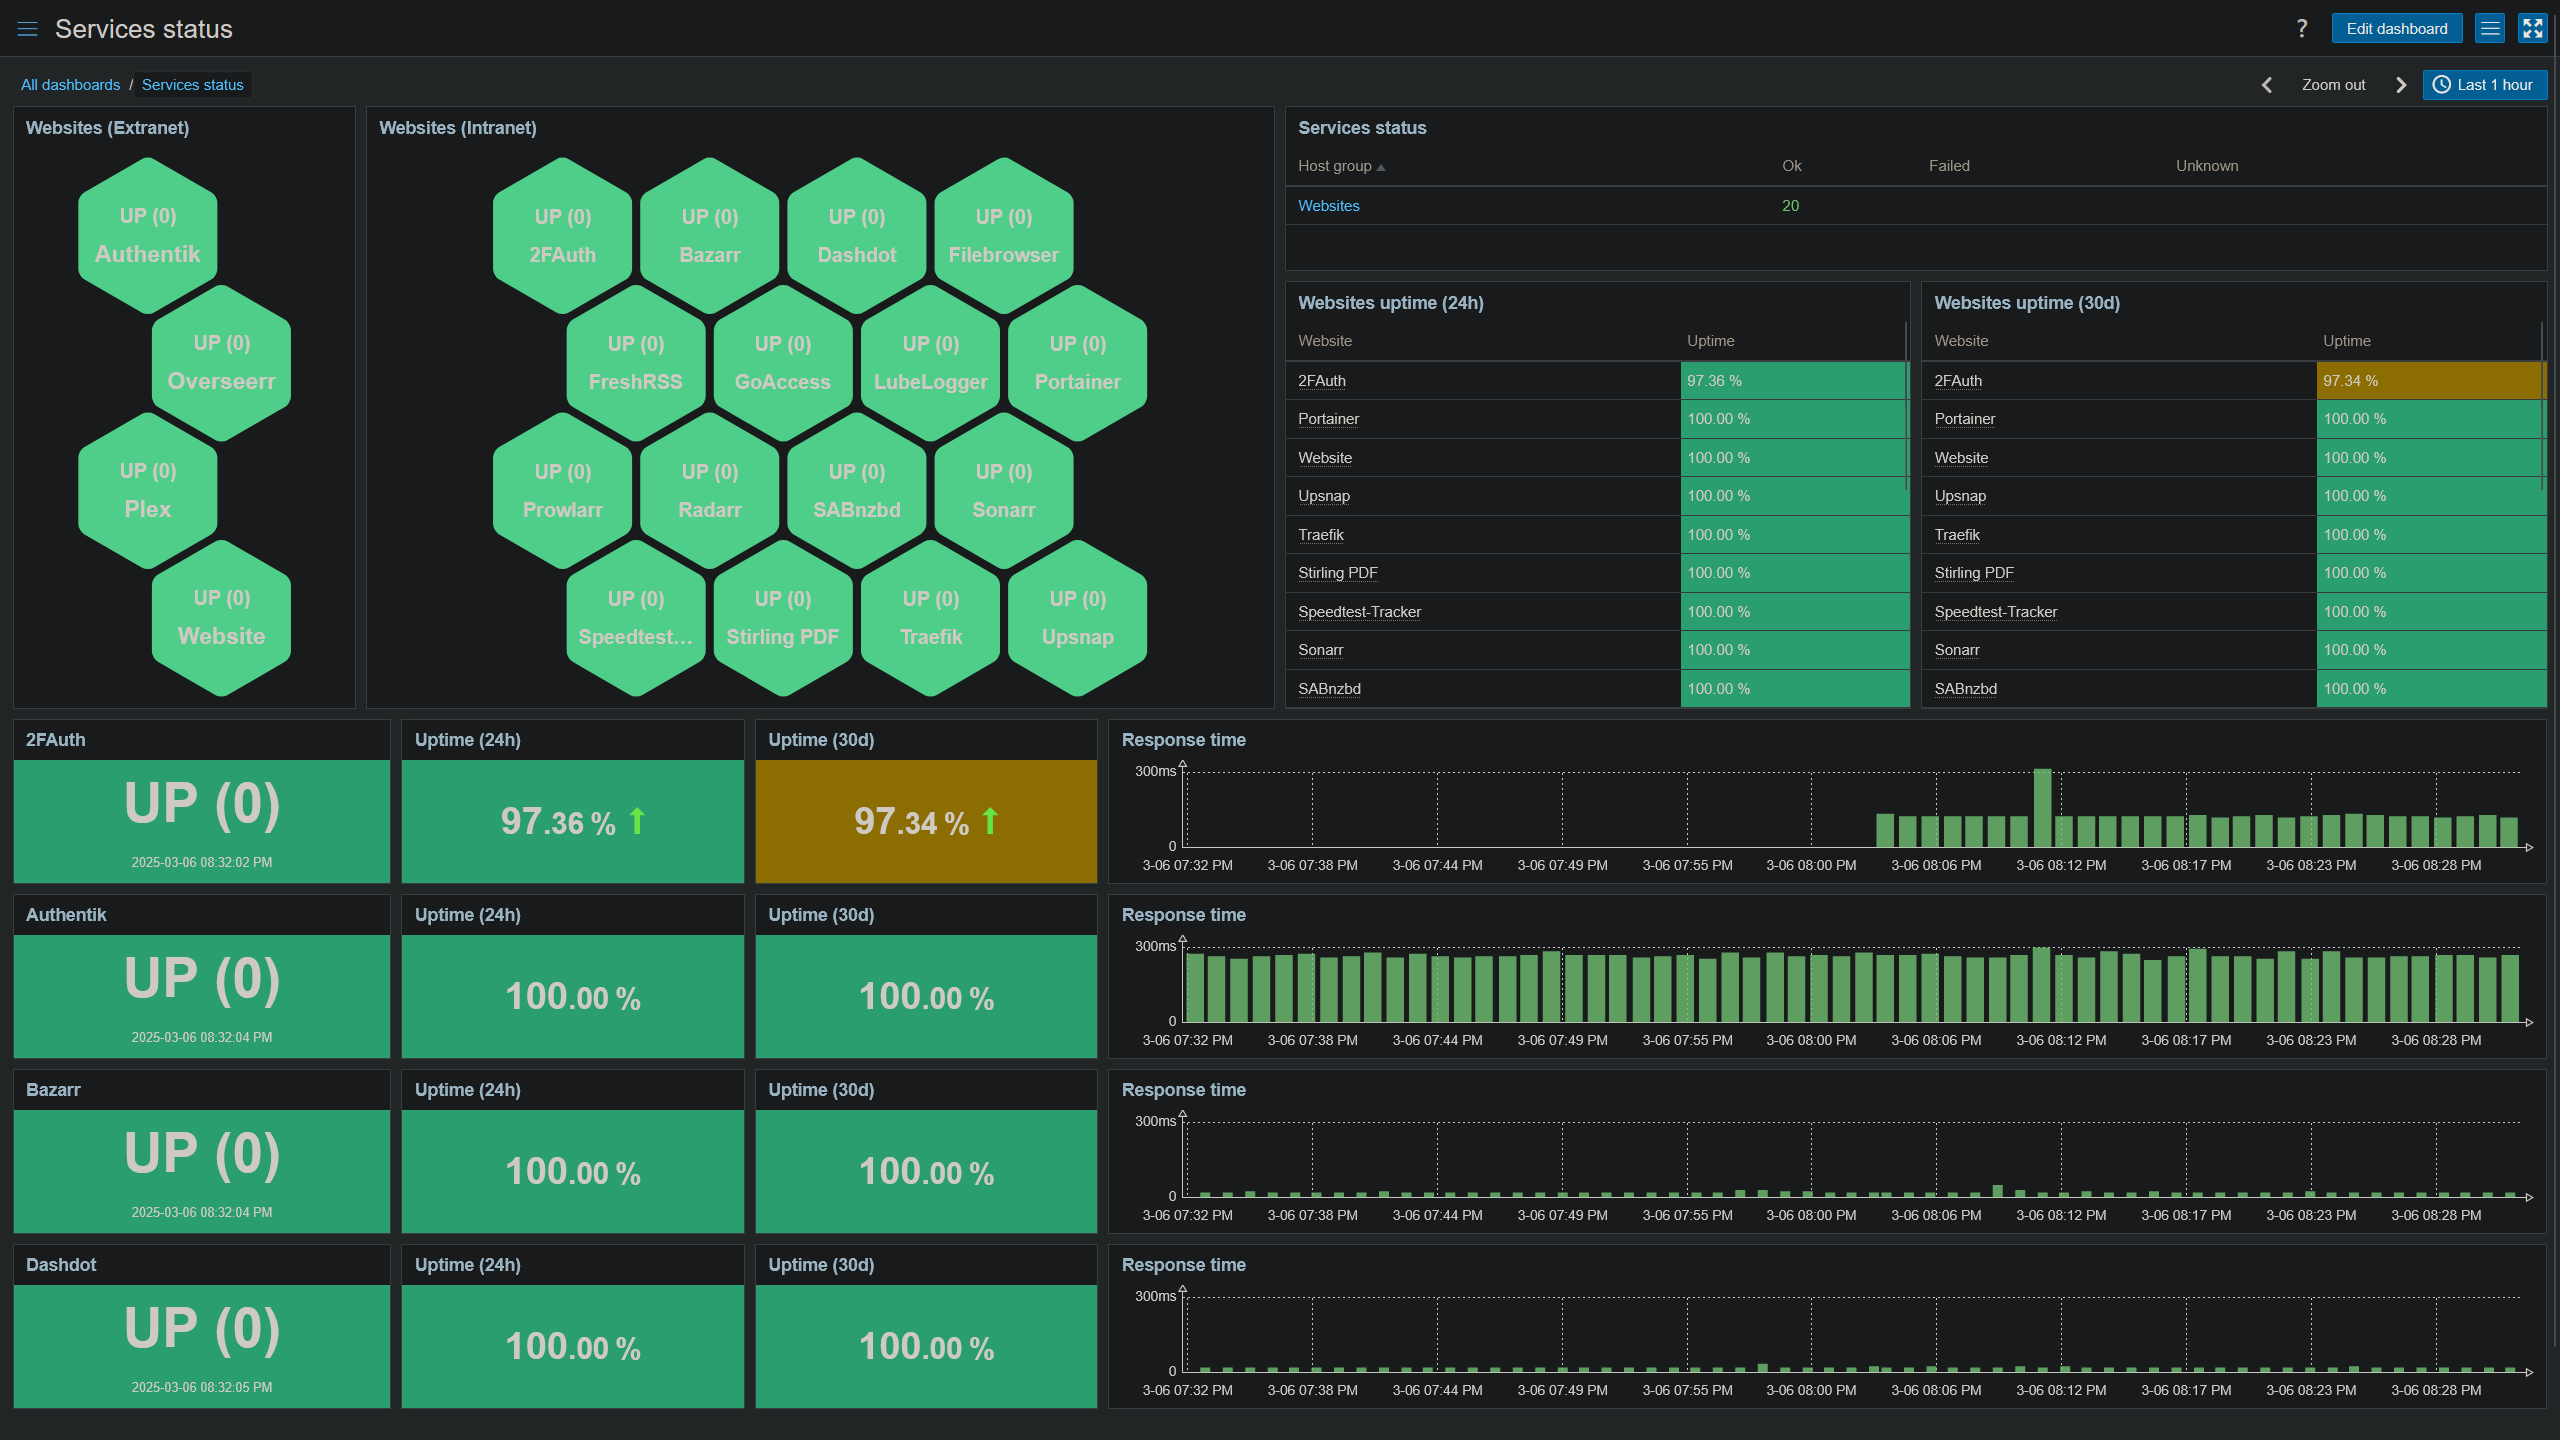 Services status
?
Edit dashboard
All dashboards / Services status
Zoom out
Last 1 hour
Websites (Extranet)
UP (0)
Authentik
UP (0)
Overseerr
UP (0)
Plex
UP (0)
Website
Websites (Intranet)
UP (0) UP (0) UP (0) UP (0)
2FAuth Bazarr Dashdot Filebrowser
UP (0) UP (0) UP (0) UP (0)
FreshRSS GoAccess LubeLogger Portainer
UP (0) UP (0) UP (0) UP (0)
Prowlarr Radarr SABnzbd Sonarr
UP (0) UP (0) UP (0) UP (0)
Speedtest... Stirling PDF Traefik Upsnap
Services status
Host group Ok Failed Unknown
Websites 20
Websites uptime (24h)
Website Uptime
2FAuth 97.36 %
Portainer 100.00 %
Website 100.00 %
Upsnap 100.00 %
Traefik 100.00 %
Stirling PDF 100.00 %
Speedtest-Tracker 100.00 %
Sonarr 100.00 %
SABnzbd 100.00 %
Websites uptime (30d)
Website Uptime
2FAuth 97.34 %
Portainer 100.00 %
Website 100.00 %
Upsnap 100.00 %
Traefik 100.00 %
Stirling PDF 100.00 %
Speedtest-Tracker 100.00 %
Sonarr 100.00 %
SABnzbd 100.00 %
2FAuth
UP (0)
2025-03-06 08:32:02 PM
Uptime (24h)
97.36 %
Uptime (30d)
97.34 %
Response time
300ms
0
3-06 07:32 PM 3-06 07:38 PM 3-06 07:44 PM 3-06 07:49 PM 3-06 07:55 PM 3-06 08:00 PM 3-06 08:06 PM 3-06 08:12 PM 3-06 08:17 PM 3-06 08:23 PM 3-06 08:28 PM
Authentik
UP (0)
2025-03-06 08:32:04 PM
Uptime (24h)
100.00 %
Uptime (30d)
100.00 %
Response time
300ms
0
3-06 07:32 PM 3-06 07:38 PM 3-06 07:44 PM 3-06 07:49 PM 3-06 07:55 PM 3-06 08:00 PM 3-06 08:06 PM 3-06 08:12 PM 3-06 08:17 PM 3-06 08:23 PM 3-06 08:28 PM
Bazarr
UP (0)
2025-03-06 08:32:04 PM
Uptime (24h)
100.00 %
Uptime (30d)
100.00 %
Response time
300ms
0
3-06 07:32 PM 3-06 07:38 PM 3-06 07:44 PM 3-06 07:49 PM 3-06 07:55 PM 3-06 08:00 PM 3-06 08:06 PM 3-06 08:12 PM 3-06 08:17 PM 3-06 08:23 PM 3-06 08:28 PM
Dashdot
UP (0)
2025-03-06 08:32:05 PM
Uptime (24h)
100.00 %
Uptime (30d)
100.00 %
Response time
300ms
0
3-06 07:32 PM 3-06 07:38 PM 3-06 07:44 PM 3-06 07:49 PM 3-06 07:55 PM 3-06 08:00 PM 3-06 08:06 PM 3-06 08:12 PM 3-06 08:17 PM 3-06 08:23 PM 3-06 08:28 PM